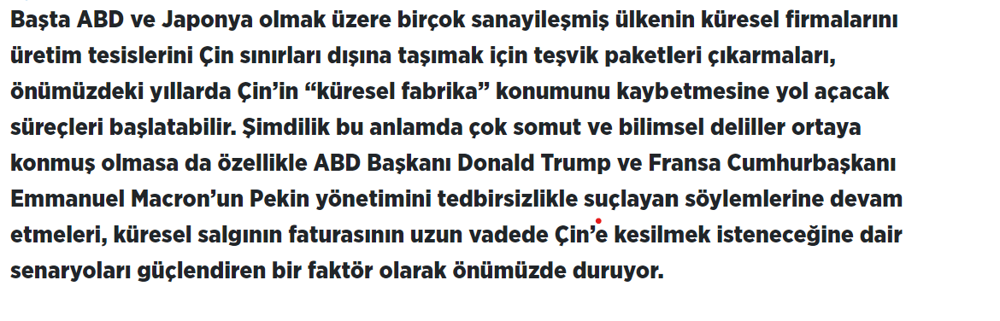 Başta ABD ve Japonya olmak üzere birçok sanayileşmiş ülkenin küresel firmalarını
üretim tesislerini Çin sınırları dışına taşımak için teşvik paketleri çıkarmaları,
önümüzdeki yıllarda Çin’in “küresel fabrika” konumunu kaybetmesine yol açacak
süreçleri başlatabilir. Şimdilik bu anlamda çok somut ve bilimsel deliller ortaya
konmuş olmasa da özellikle ABD Başkanı Donald Trump ve Fransa Cumhurbaşkanı
Emmanuel Macron’un Pekin yönetimini tedbirsizlikle suçlayan söylemlerine devam
etmeleri, küresel salgının faturasının uzun vadede Çin’e kesilmek isteneceğine dair
senaryoları güçlendiren bir faktör olarak önümüzde duruyor.